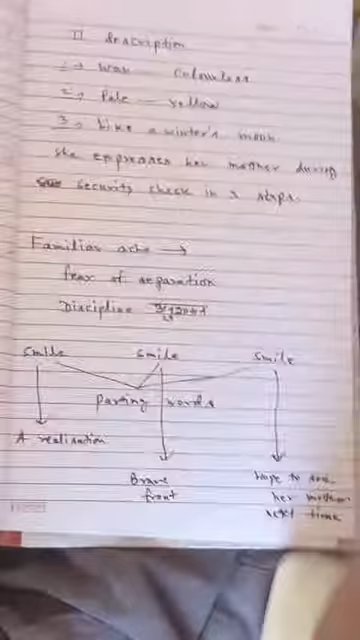 II description
1 → Wan - Colourless
2 → Pale - yellow
3 → Like a winter's moon
She expresses her mother during
security check in 3 steps.
Familiar ache →
fear of separation
Discipline
Smile Smile Smile
Parting words
A realisation
Brave front
hope to see her mother next time